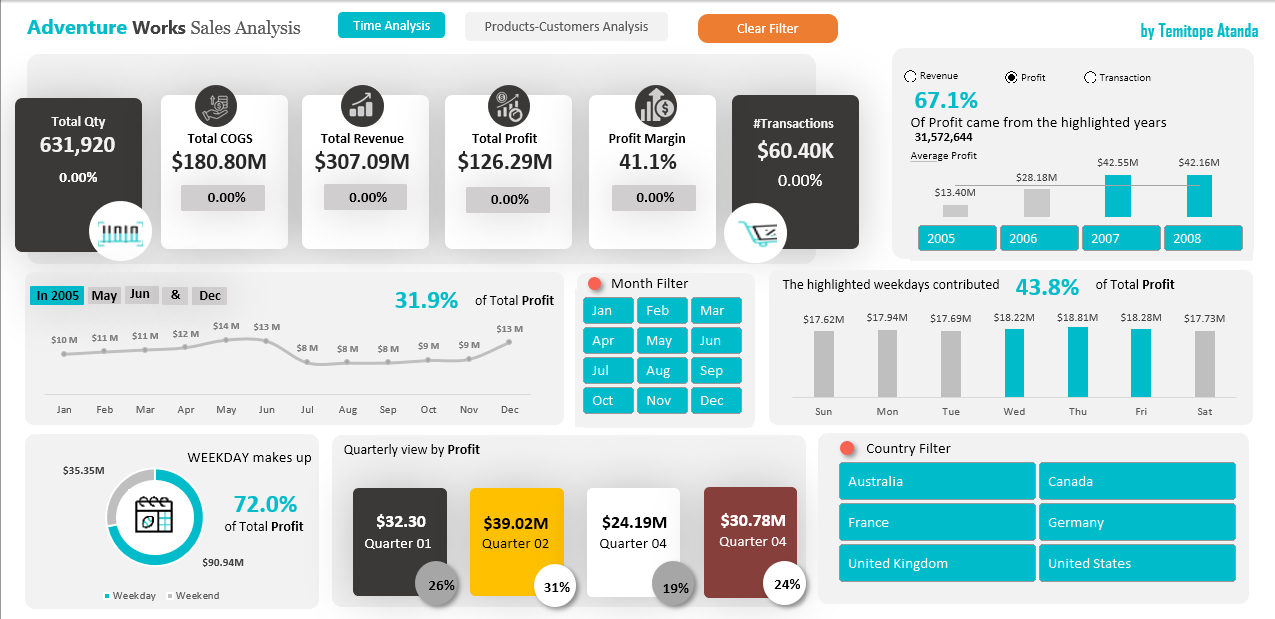 Adventure Works Sales Analysis
Time Analysis
Products-Customers Analysis
Clear Filter
by Temitope Atanda
Total Qty
631,920
0.00%
Total COGS
$180.80M
0.00%
Total Revenue
$307.09M
0.00%
Total Profit
$126.29M
0.00%
Profit Margin
41.1%
0.00%
#Transactions
$60.40K
0.00%
Revenue
Profit
Transaction
67.1%
Of Profit came from the highlighted years
31,572,644
Average Profit
$13.40M
$28.18M
$42.55M
$42.16M
2005
2006
2007
2008
In 2005 May Jun & Dec
31.9% of Total Profit
$10 M
$11 M
$11 M
$12 M
$14 M
$13 M
$8 M
$8 M
$8 M
$9 M
$9 M
$13 M
Jan Feb Mar Apr May Jun Jul Aug Sep Oct Nov Dec
Month Filter
Jan Feb Mar
Apr May Jun
Jul Aug Sep
Oct Nov Dec
The highlighted weekdays contributed 43.8% of Total Profit
$17.62M $17.94M $17.69M $18.22M $18.81M $18.28M $17.73M
Sun Mon Tue Wed Thu Fri Sat
WEEKDAY makes up
$35.35M
72.0%
of Total Profit
$90.94M
Weekday Weekend
Quarterly view by Profit
$32.30
Quarter 01
26%
$39.02M
Quarter 02
31%
$24.19M
Quarter 04
19%
$30.78M
Quarter 04
24%
Country Filter
Australia Canada
France Germany
United Kingdom United States